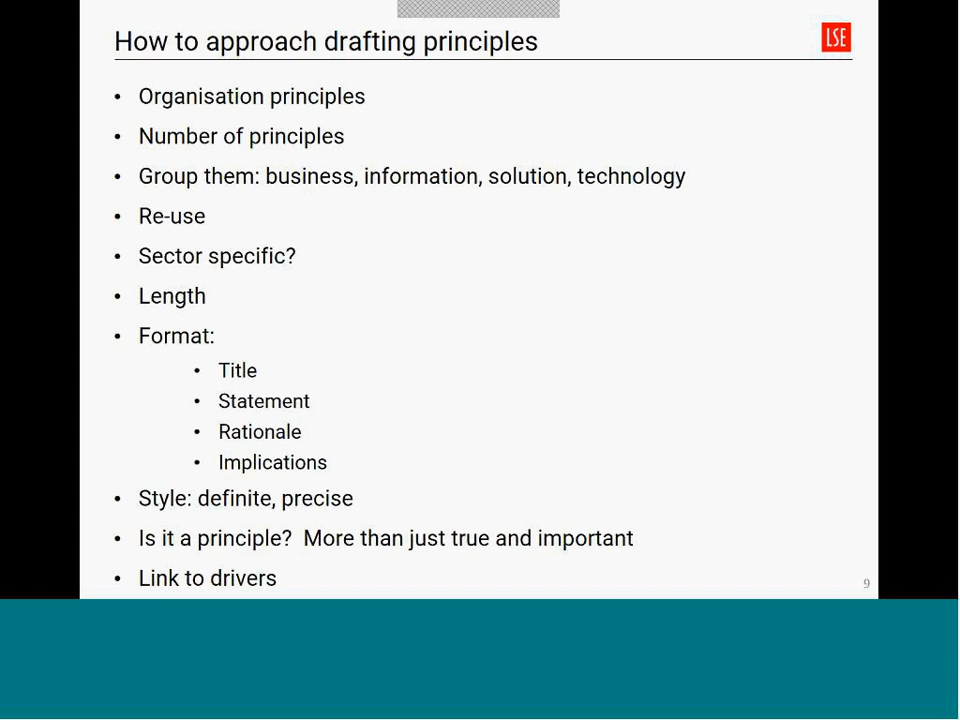 How to approach drafting principles
LSE
• Organisation principles
• Number of principles
• Group them: business, information, solution, technology
• Re-use
• Sector specific?
• Length
• Format:
• Title
• Statement
• Rationale
• Implications
• Style: definite, precise
• Is it a principle?  More than just true and important
• Link to drivers
9